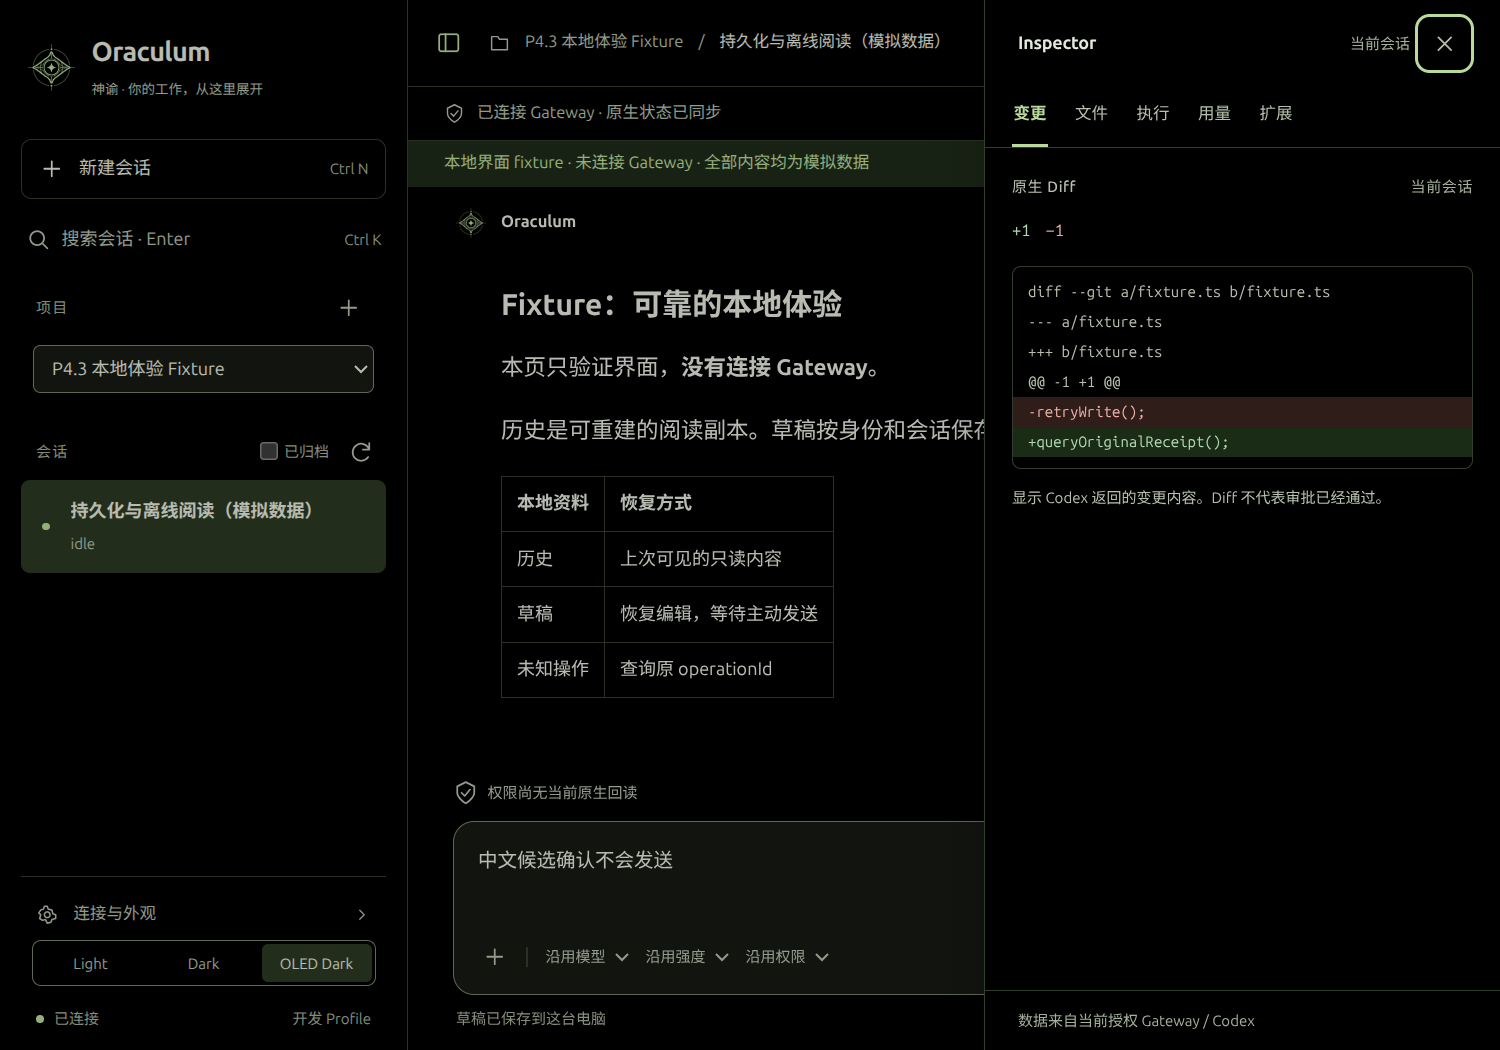 Oraculum
神谕 · 你的工作，从这里展开
新建会话 Ctrl N
搜索会话 · Enter Ctrl K
项目
P4.3 本地体验 Fixture
会话 已归档
持久化与离线阅读（模拟数据）
idle
连接与外观
Light Dark OLED Dark
已连接 开发 Profile
P4.3 本地体验 Fixture / 持久化与离线阅读（模拟数据）
已连接 Gateway · 原生状态已同步
本地界面 fixture · 未连接 Gateway · 全部内容均为模拟数据
Oraculum
Fixture：可靠的本地体验
本页只验证界面，没有连接 Gateway。
历史是可重建的阅读副本。草稿按身份和会话保存
本地资料 恢复方式
历史 上次可见的只读内容
草稿 恢复编辑，等待主动发送
未知操作 查询原 operationId
权限尚无当前原生回读
中文候选确认不会发送
沿用模型 沿用强度 沿用权限
草稿已保存到这台电脑
Inspector 当前会话
变更 文件 执行 用量 扩展
原生 Diff 当前会话
+1 −1
diff --git a/fixture.ts b/fixture.ts
--- a/fixture.ts
+++ b/fixture.ts
@@ -1 +1 @@
-retryWrite();
+queryOriginalReceipt();
显示 Codex 返回的变更内容。Diff 不代表审批已经通过。
数据来自当前授权 Gateway / Codex